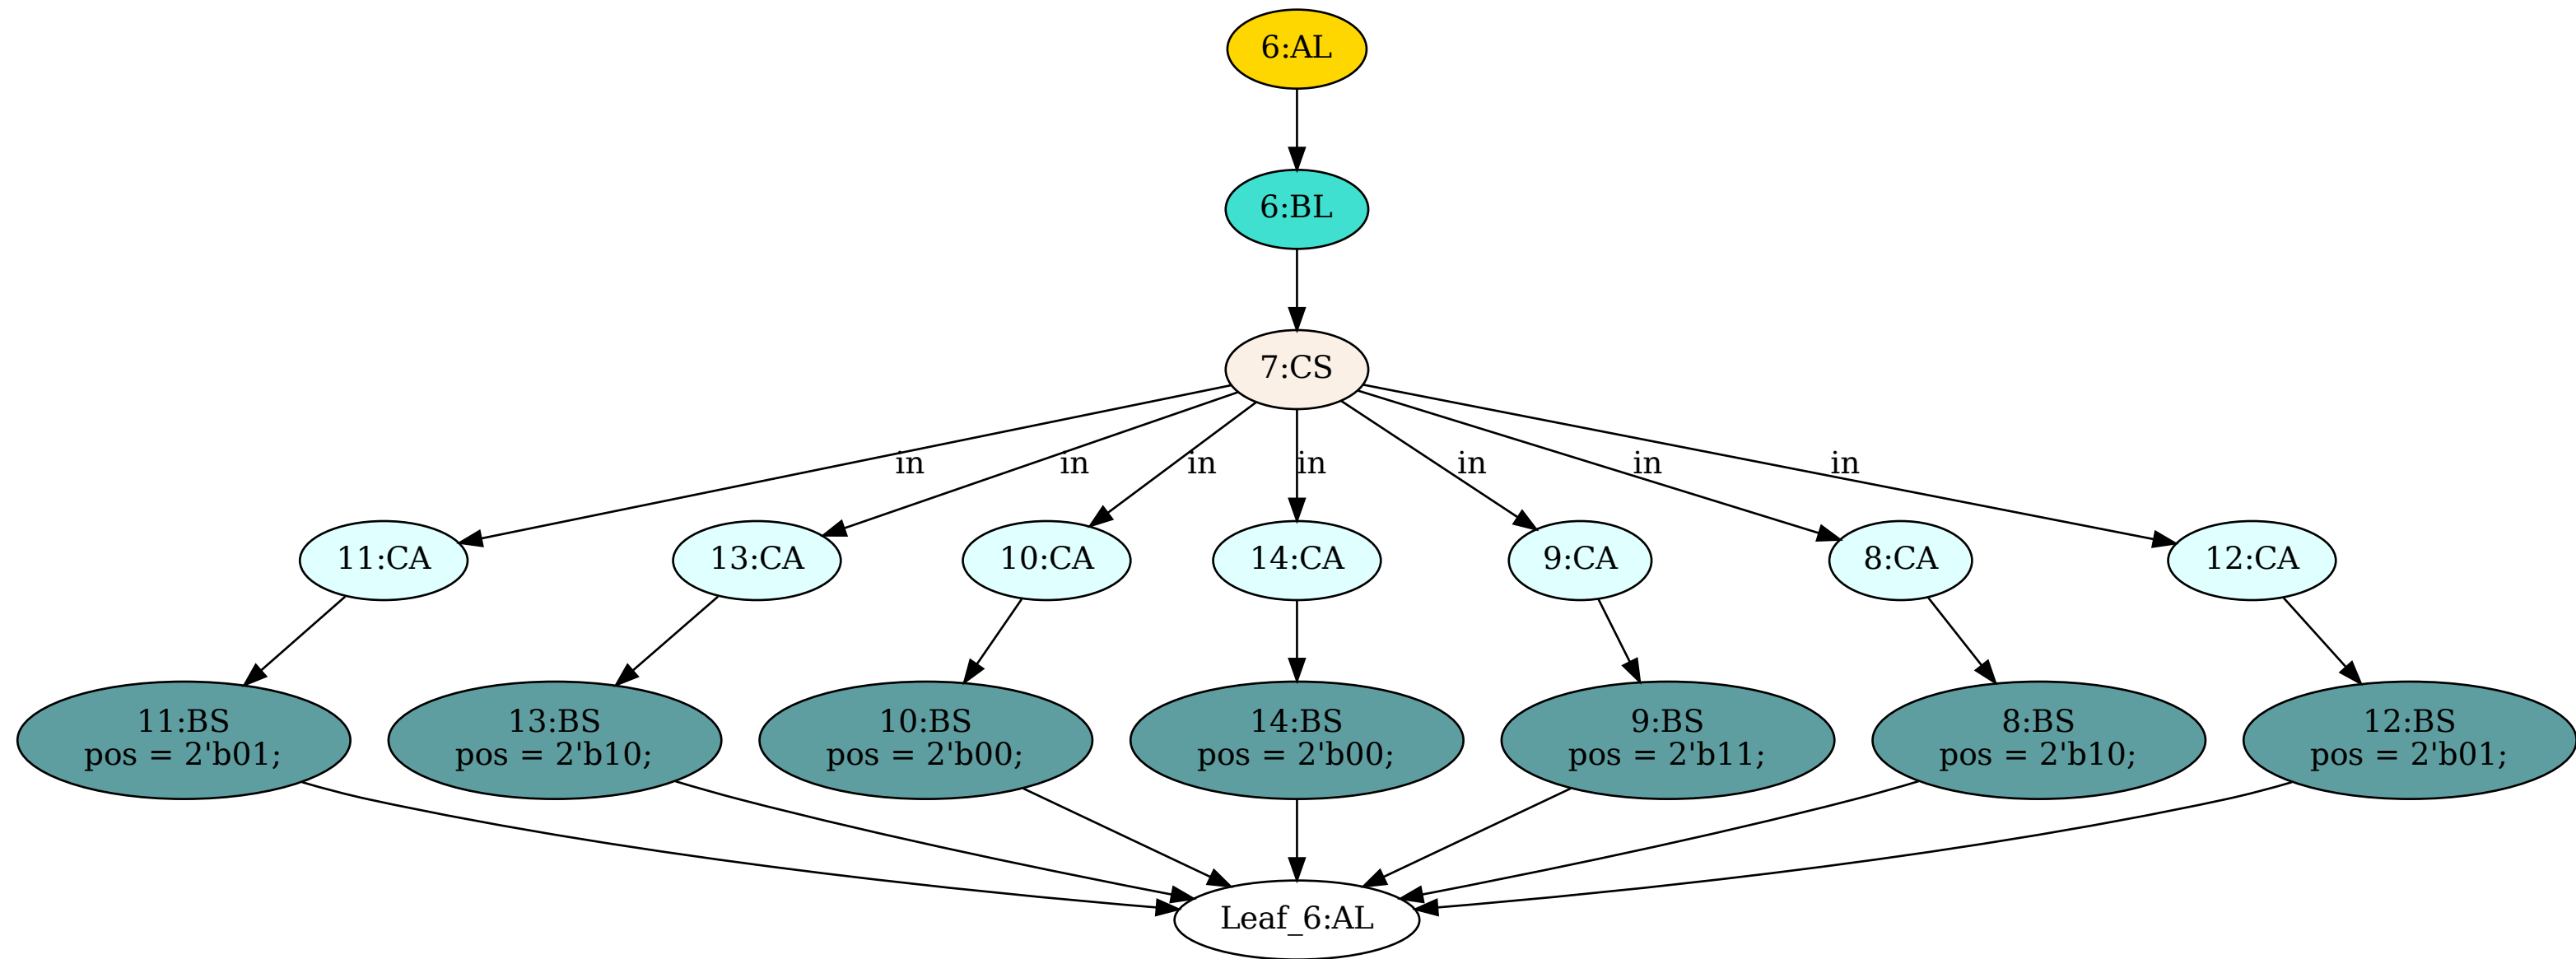 6:AL
6:BL
7:CS
in in in in in in in
11:CA 13:CA 10:CA 14:CA 9:CA 8:CA 12:CA
11:BS 13:BS 10:BS 14:BS 9:BS 8:BS 12:BS
pos = 2'b01; pos = 2'b10; pos = 2'b00; pos = 2'b00; pos = 2'b11; pos = 2'b10; pos = 2'b01;
Leaf_6:AL